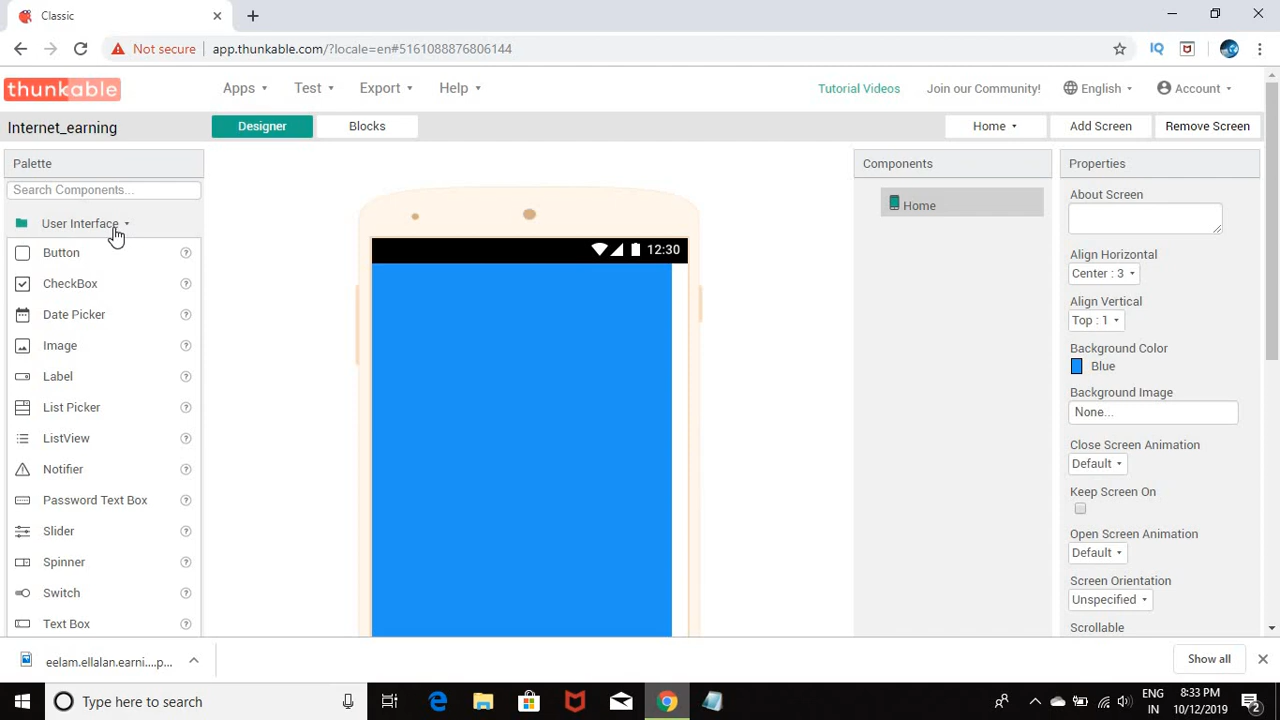 Classic
Not secure app.thunkable.com/?locale=en#5161088876806144
IQ
thunkable Apps Test Export Help Tutorial Videos Join our Community! English Account
Internet_earning Designer Blocks Home Add Screen Remove Screen
Palette
Search Components...
User Interface
Button
CheckBox
Date Picker
Image
Label
List Picker
ListView
Notifier
Password Text Box
Slider
Spinner
Switch
Text Box
12:30
Components
Home
Properties
About Screen
Align Horizontal
Center : 3
Align Vertical
Top : 1
Background Color
Blue
Background Image
None...
Close Screen Animation
Default
Keep Screen On
Open Screen Animation
Default
Screen Orientation
Unspecified
Scrollable
eelam.ellalan.earni....p... Show all
Type here to search
ENG
IN
8:33 PM
10/12/2019
2